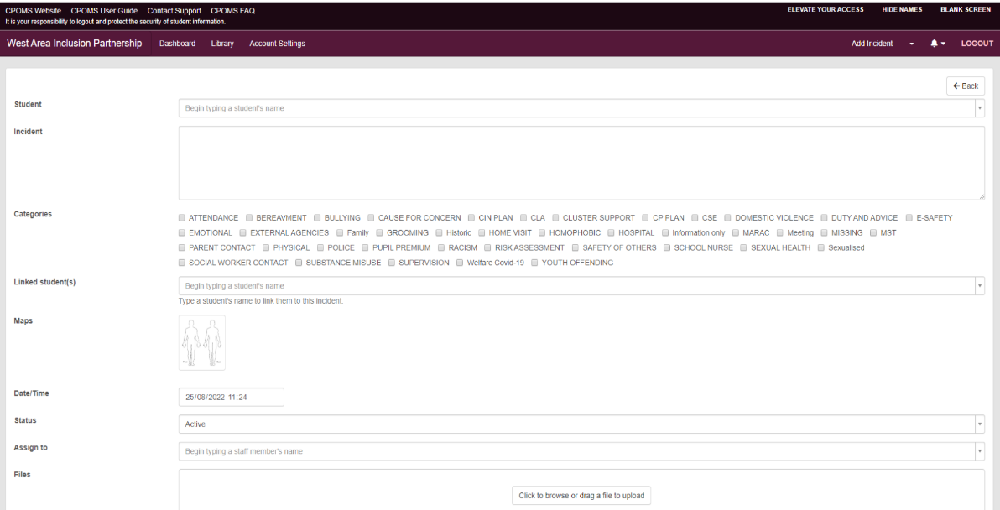 CPOMS Website CPOMS User Guide Contact Support CPOMS FAQ ELEVATE YOUR ACCESS HIDE NAMES BLANK SCREEN
It is your responsibility to logout and protect the security of student information.
West Area Inclusion Partnership Dashboard Library Account Settings Add Incident LOGOUT
Back
Student Begin typing a student's name
Incident
Categories ATTENDANCE BEREAVMENT BULLYING CAUSE FOR CONCERN CIN PLAN CLA CLUSTER SUPPORT CP PLAN CSE DOMESTIC VIOLENCE DUTY AND ADVICE E-SAFETY
EMOTIONAL EXTERNAL AGENCIES Family GROOMING Historic HOME VISIT HOMOPHOBIC HOSPITAL Information only MARAC Meeting MISSING MST
PARENT CONTACT PHYSICAL POLICE PUPIL PREMIUM RACISM RISK ASSESSMENT SAFETY OF OTHERS SCHOOL NURSE SEXUAL HEALTH Sexualised
SOCIAL WORKER CONTACT SUBSTANCE MISUSE SUPERVISION Welfare Covid-19 YOUTH OFFENDING
Linked student(s) Begin typing a student's name
Type a student's name to link them to this incident.
Maps
Date/Time 25/08/2022 11:24
Status Active
Assign to Begin typing a staff member's name
Files
Click to browse or drag a file to upload